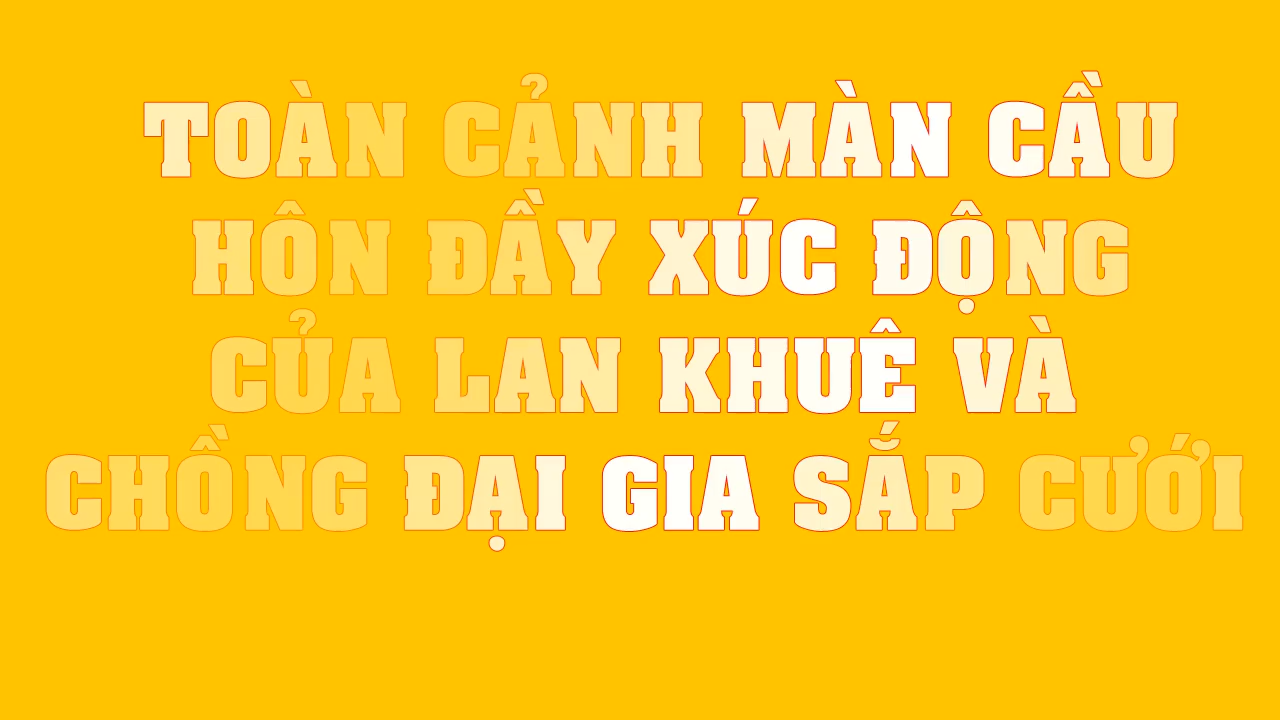 TOÀN CẢNH MÀN CẦU
HÔN ĐẦY XÚC ĐỘNG
CỦA LAN KHUÊ VÀ
CHỒNG ĐẠI GIA SẮP CƯỚI